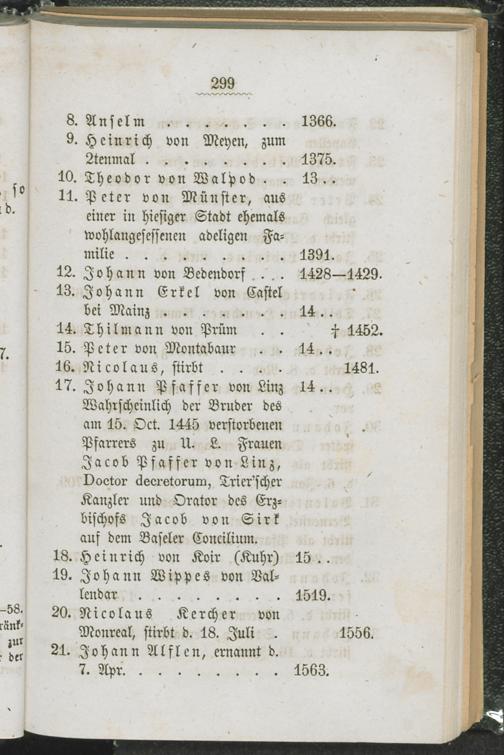 299
8. Anselm . . . . . . . 1366.
9. Heinrich von Meyen, zum
2tenmal . . . . . . . 1375.
10. Theodor von Walpod . . 13 . .
11. Peter von Münster, aus
einer in hiesiger Stadt ehemals
wohlangesessenen adeligen Fa-
milie . . . . . . . . 1391.
12. Johann von Bedendorf . . . 1428—1429.
13. Johann Erkel von Castel
bei Mainz . . . . . . 14 . .
14. Thilmann von Prüm . . † 1452.
15. Peter von Montabaur . . 14 . .
16. Nicolaus, stirbt . . . . 1481.
17. Johann Pfaffer von Linz 14 . .
Wahrscheinlich der Bruder des
am 15. Oct. 1445 verstorbenen
Pfarrers zu U. L. Frauen
Jacob Pfaffer von Linz,
Doctor decretorum, Trier'scher
Kanzler und Orator des Erz-
bischofs Jacob von Sirk
auf dem Baseler Concilium.
18. Heinrich von Koir (Kuhr) 15 . .
19. Johann Wippes von Val-
lendar . . . . . . . 1519.
20. Nicolaus Kercher von
Monreal, stirbt d. 18. Juli 1556.
21. Johann Alflen, ernannt d.
7. Apr. . . . . . . . . 1563.
so
d.
7.
—58.
ränk-
zur
der